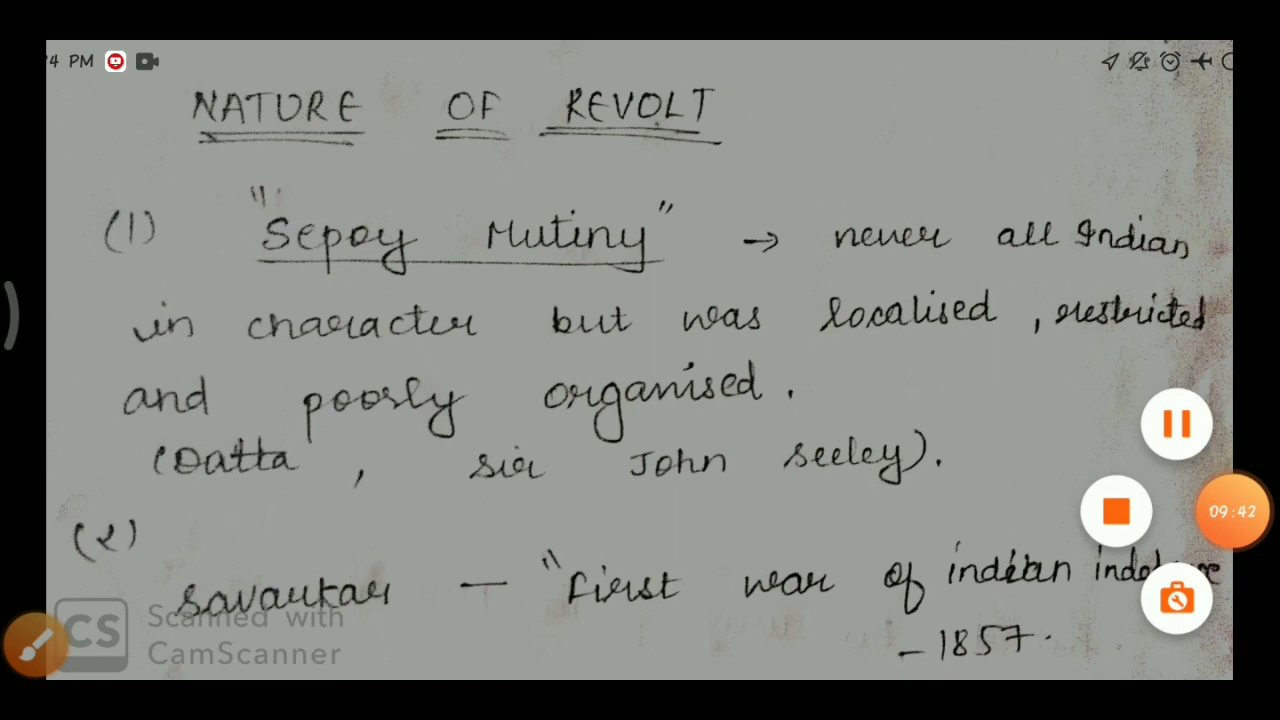 4 PM
NATURE OF REVOLT
(1) "Sepoy Mutiny" → never all Indian
in character but was localised, restricted
and poorly organised.
(Datta, sir John Seeley).
(2)
Savarkar — "First war of indian
- 1857.
CS Scanned with
CamScanner
09:42